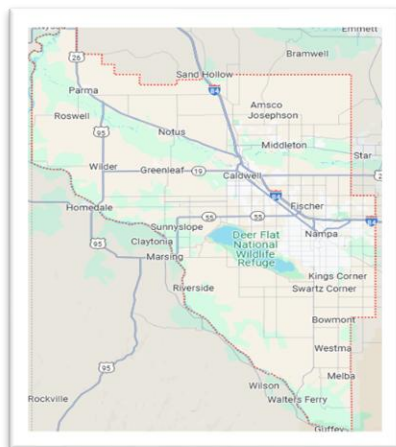 Emmett
Bramwell
26
Sand Hollow
Parma
84
Amsco
Josephson
Roswell
95
Notus
Middleton
Star
Wilder
Greenleaf
19
Caldwell
84
Fischer
Homedale
55
55
84
Sunnyslope
Nampa
95
Claytonia
Deer Flat
National
Wildlife
Refuge
Marsing
Kings Corner
Riverside
Swartz Corner
Bowmont
Westma
95
Melba
Wilson
Rockville
Walters Ferry
Guffey